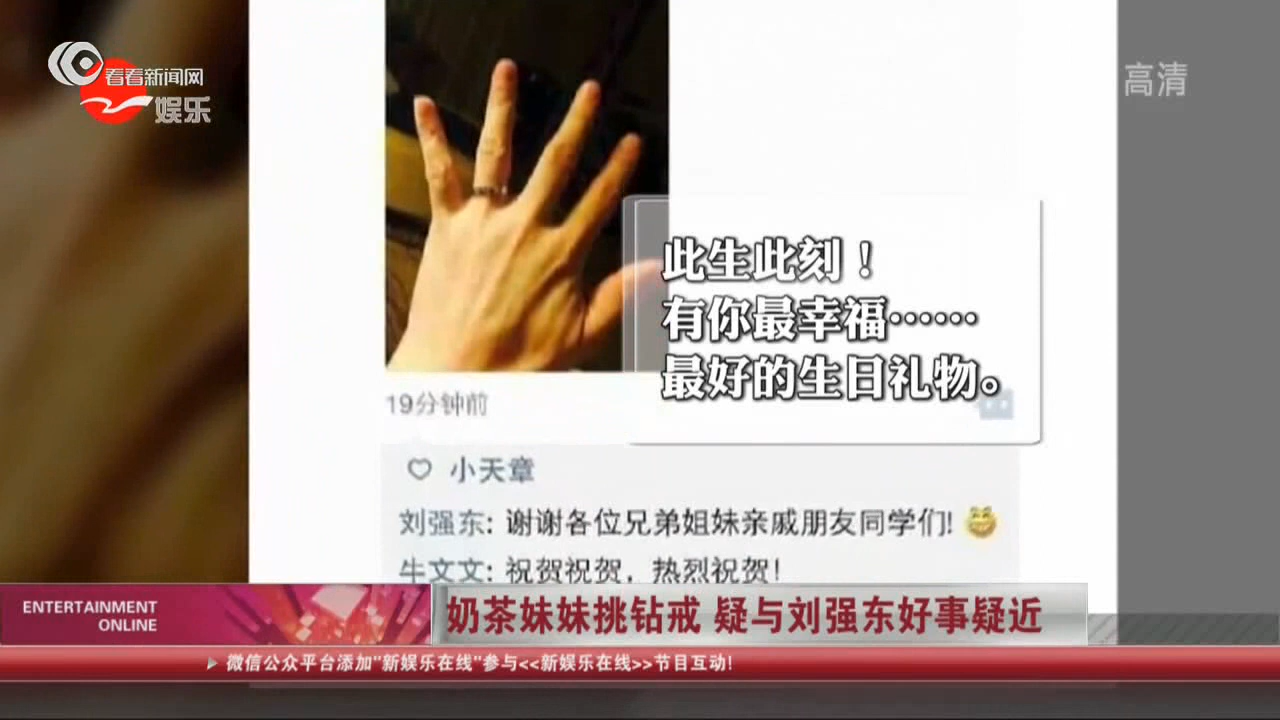 看看新闻网
娱乐
高清
此生此刻！
有你最幸福……
最好的生日礼物。
19分钟前
小天章
刘强东: 谢谢各位兄弟姐妹亲戚朋友同学们!
牛文文: 祝贺祝贺，热烈祝贺!
ENTERTAINMENT
ONLINE
奶茶妹妹挑钻戒 疑与刘强东好事疑近
微信公众平台添加"新娱乐在线"参与<<新娱乐在线>>节目互动!